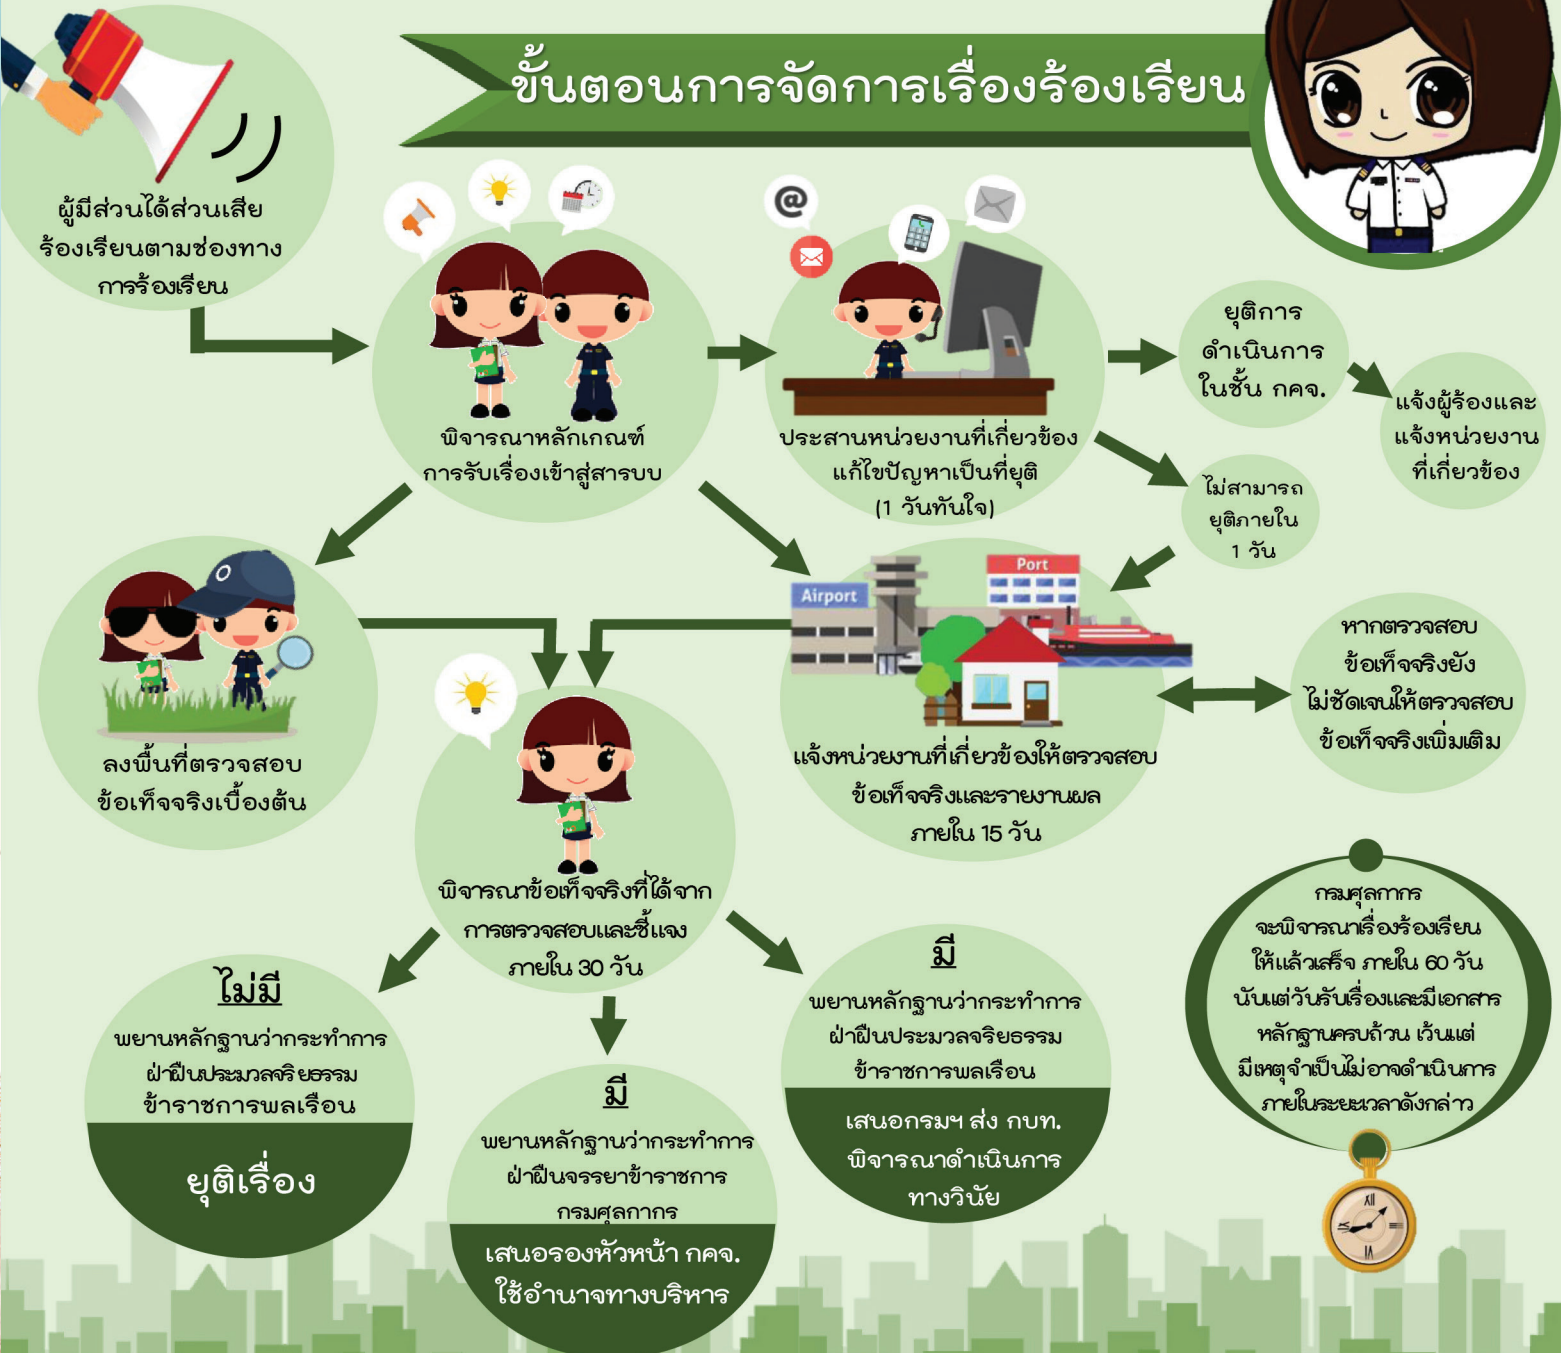 ขั้นตอนการจัดการเรื่องร้องเรียน
ผู้มีส่วนได้ส่วนเสีย
ร้องเรียนตามช่องทาง
การร้องเรียน
พิจารณาหลักเกณฑ์
การรับเรื่องเข้าสู่สารบบ
@
ประสานหน่วยงานที่เกี่ยวข้อง
แก้ไขปัญหาเป็นที่ยุติ
(1 วันทันใจ)
ยุติการ
ดำเนินการ
ในชั้น กคจ.
แจ้งผู้ร้องและ
แจ้งหน่วยงาน
ที่เกี่ยวข้อง
ไม่สามารถ
ยุติภายใน
1 วัน
ลงพื้นที่ตรวจสอบ
ข้อเท็จจริงเบื้องต้น
Airport
Port
แจ้งหน่วยงานที่เกี่ยวข้องให้ตรวจสอบ
ข้อเท็จจริงและรายงานผล
ภายใน 15 วัน
หากตรวจสอบ
ข้อเท็จจริงยัง
ไม่ชัดเจนให้ตรวจสอบ
ข้อเท็จจริงเพิ่มเติม
พิจารณาข้อเท็จจริงที่ได้จาก
การตรวจสอบและชี้แจง
ภายใน 30 วัน
ไม่มี
พยานหลักฐานว่ากระทำการ
ฝ่าฝืนประมวลจริยธรรม
ข้าราชการพลเรือน
ยุติเรื่อง
มี
พยานหลักฐานว่ากระทำการ
ฝ่าฝืนจรรยาข้าราชการ
กรมศุลกากร
เสนอรองหัวหน้า กคจ.
ใช้อำนาจทางบริหาร
มี
พยานหลักฐานว่ากระทำการ
ฝ่าฝืนประมวลจริยธรรม
ข้าราชการพลเรือน
เสนอกรมฯ ส่ง กบท.
พิจารณาดำเนินการ
ทางวินัย
กรมศุลกากร
จะพิจารณาเรื่องร้องเรียน
ให้แล้วเสร็จ ภายใน 60 วัน
นับแต่วันรับเรื่องและมีเอกสาร
หลักฐานครบถ้วน เว้นแต่
มีเหตุจำเป็นไม่อาจดำเนินการ
ภายในระยะเวลาดังกล่าว
XII
VI